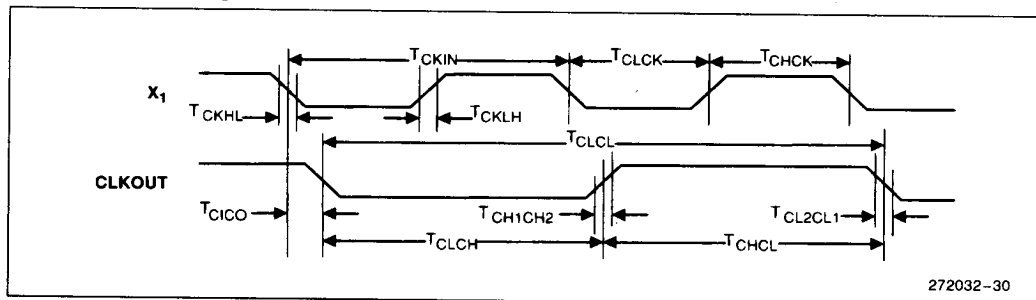 TCKIN
TCLCK
TCHCK
X1
TCKHL
TCKLH
TCLCL
CLKOUT
TCICO
TCH1CH2
TCL2CL1
TCLCH
TCHCL
272032-30